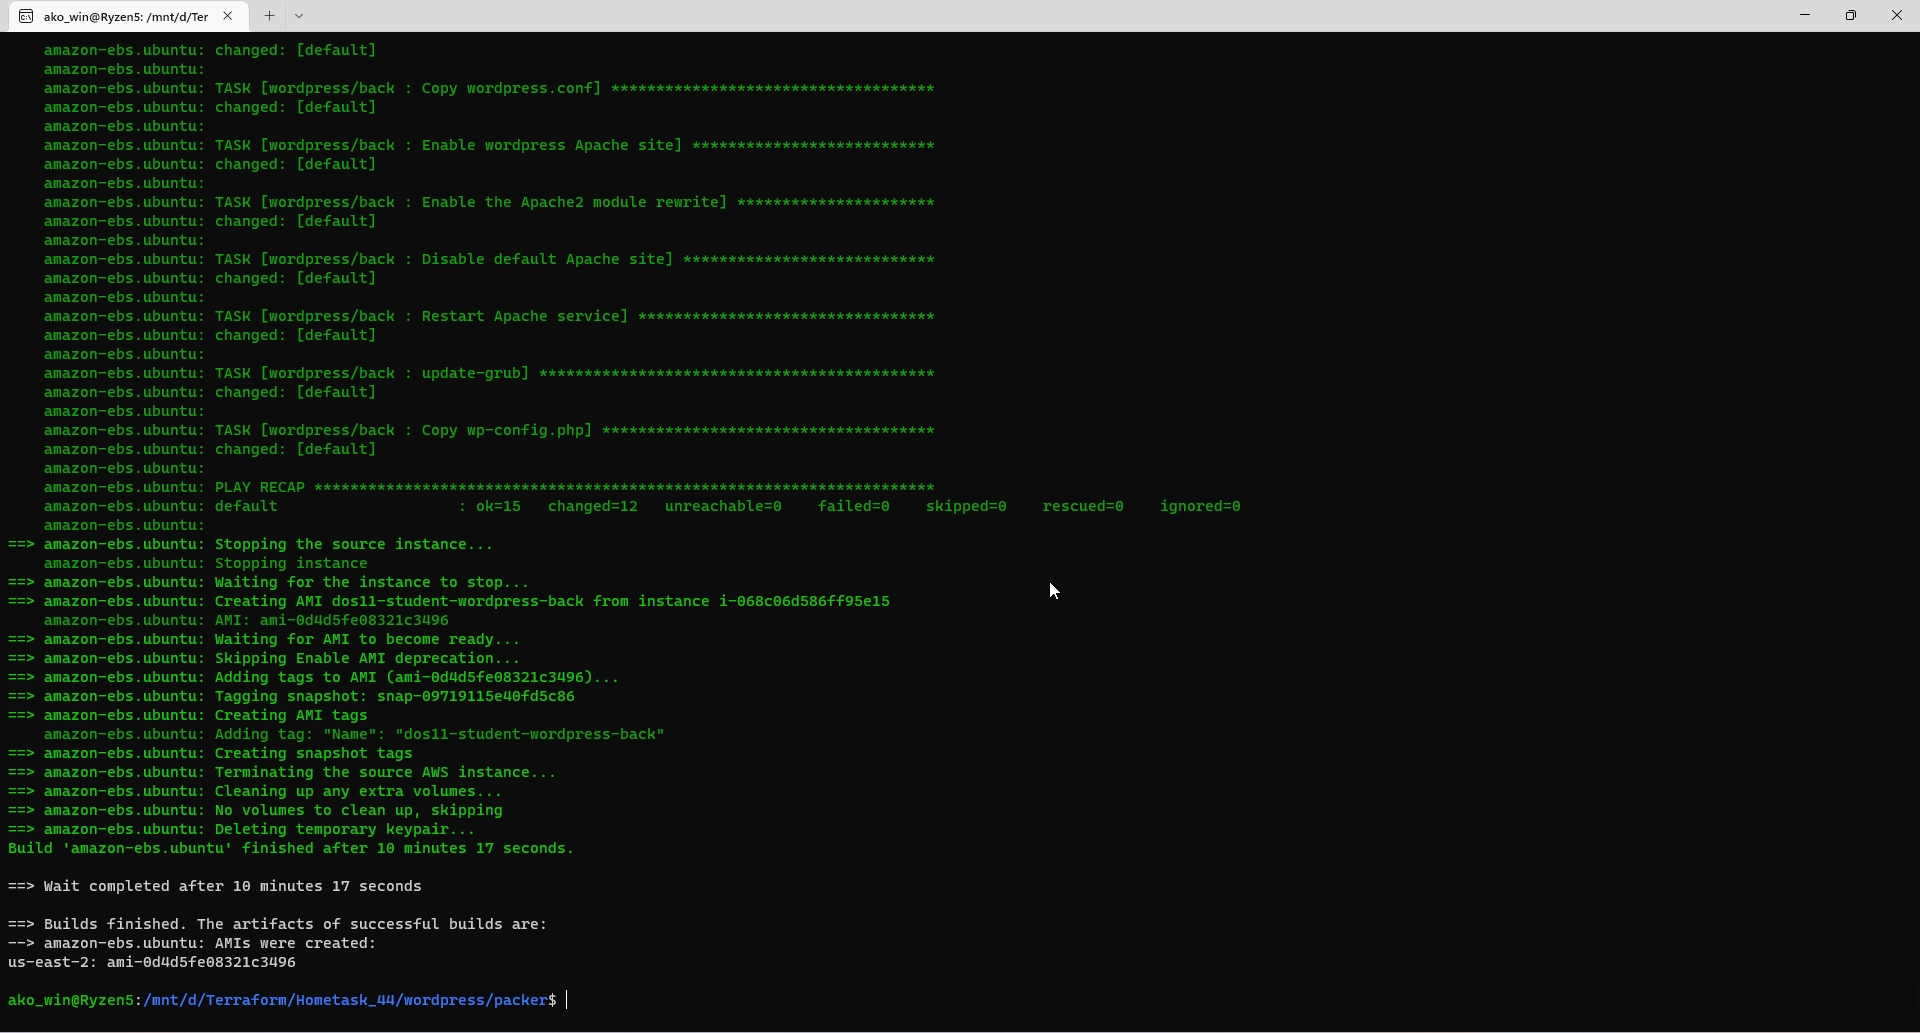 ako_win@Ryzen5: /mnt/d/Ter
amazon-ebs.ubuntu: changed: [default]
amazon-ebs.ubuntu:
amazon-ebs.ubuntu: TASK [wordpress/back : Copy wordpress.conf] ************************************
amazon-ebs.ubuntu: changed: [default]
amazon-ebs.ubuntu:
amazon-ebs.ubuntu: TASK [wordpress/back : Enable wordpress Apache site] ***************************
amazon-ebs.ubuntu: changed: [default]
amazon-ebs.ubuntu:
amazon-ebs.ubuntu: TASK [wordpress/back : Enable the Apache2 module rewrite] **********************
amazon-ebs.ubuntu: changed: [default]
amazon-ebs.ubuntu:
amazon-ebs.ubuntu: TASK [wordpress/back : Disable default Apache site] ****************************
amazon-ebs.ubuntu: changed: [default]
amazon-ebs.ubuntu:
amazon-ebs.ubuntu: TASK [wordpress/back : Restart Apache service] *********************************
amazon-ebs.ubuntu: changed: [default]
amazon-ebs.ubuntu:
amazon-ebs.ubuntu: TASK [wordpress/back : update-grub] ********************************************
amazon-ebs.ubuntu: changed: [default]
amazon-ebs.ubuntu:
amazon-ebs.ubuntu: TASK [wordpress/back : Copy wp-config.php] *************************************
amazon-ebs.ubuntu: changed: [default]
amazon-ebs.ubuntu:
amazon-ebs.ubuntu: PLAY RECAP *********************************************************************
amazon-ebs.ubuntu: default                    : ok=15   changed=12   unreachable=0    failed=0    skipped=0    rescued=0    ignored=0
amazon-ebs.ubuntu:
==> amazon-ebs.ubuntu: Stopping the source instance...
amazon-ebs.ubuntu: Stopping instance
==> amazon-ebs.ubuntu: Waiting for the instance to stop...
==> amazon-ebs.ubuntu: Creating AMI dos11-student-wordpress-back from instance i-068c06d586ff95e15
amazon-ebs.ubuntu: AMI: ami-0d4d5fe08321c3496
==> amazon-ebs.ubuntu: Waiting for AMI to become ready...
==> amazon-ebs.ubuntu: Skipping Enable AMI deprecation...
==> amazon-ebs.ubuntu: Adding tags to AMI (ami-0d4d5fe08321c3496)...
==> amazon-ebs.ubuntu: Tagging snapshot: snap-09719115e40fd5c86
==> amazon-ebs.ubuntu: Creating AMI tags
amazon-ebs.ubuntu: Adding tag: "Name": "dos11-student-wordpress-back"
==> amazon-ebs.ubuntu: Creating snapshot tags
==> amazon-ebs.ubuntu: Terminating the source AWS instance...
==> amazon-ebs.ubuntu: Cleaning up any extra volumes...
==> amazon-ebs.ubuntu: No volumes to clean up, skipping
==> amazon-ebs.ubuntu: Deleting temporary keypair...
Build 'amazon-ebs.ubuntu' finished after 10 minutes 17 seconds.
==> Wait completed after 10 minutes 17 seconds
==> Builds finished. The artifacts of successful builds are:
--> amazon-ebs.ubuntu: AMIs were created:
us-east-2: ami-0d4d5fe08321c3496
ako_win@Ryzen5:/mnt/d/Terraform/Hometask_44/wordpress/packer$